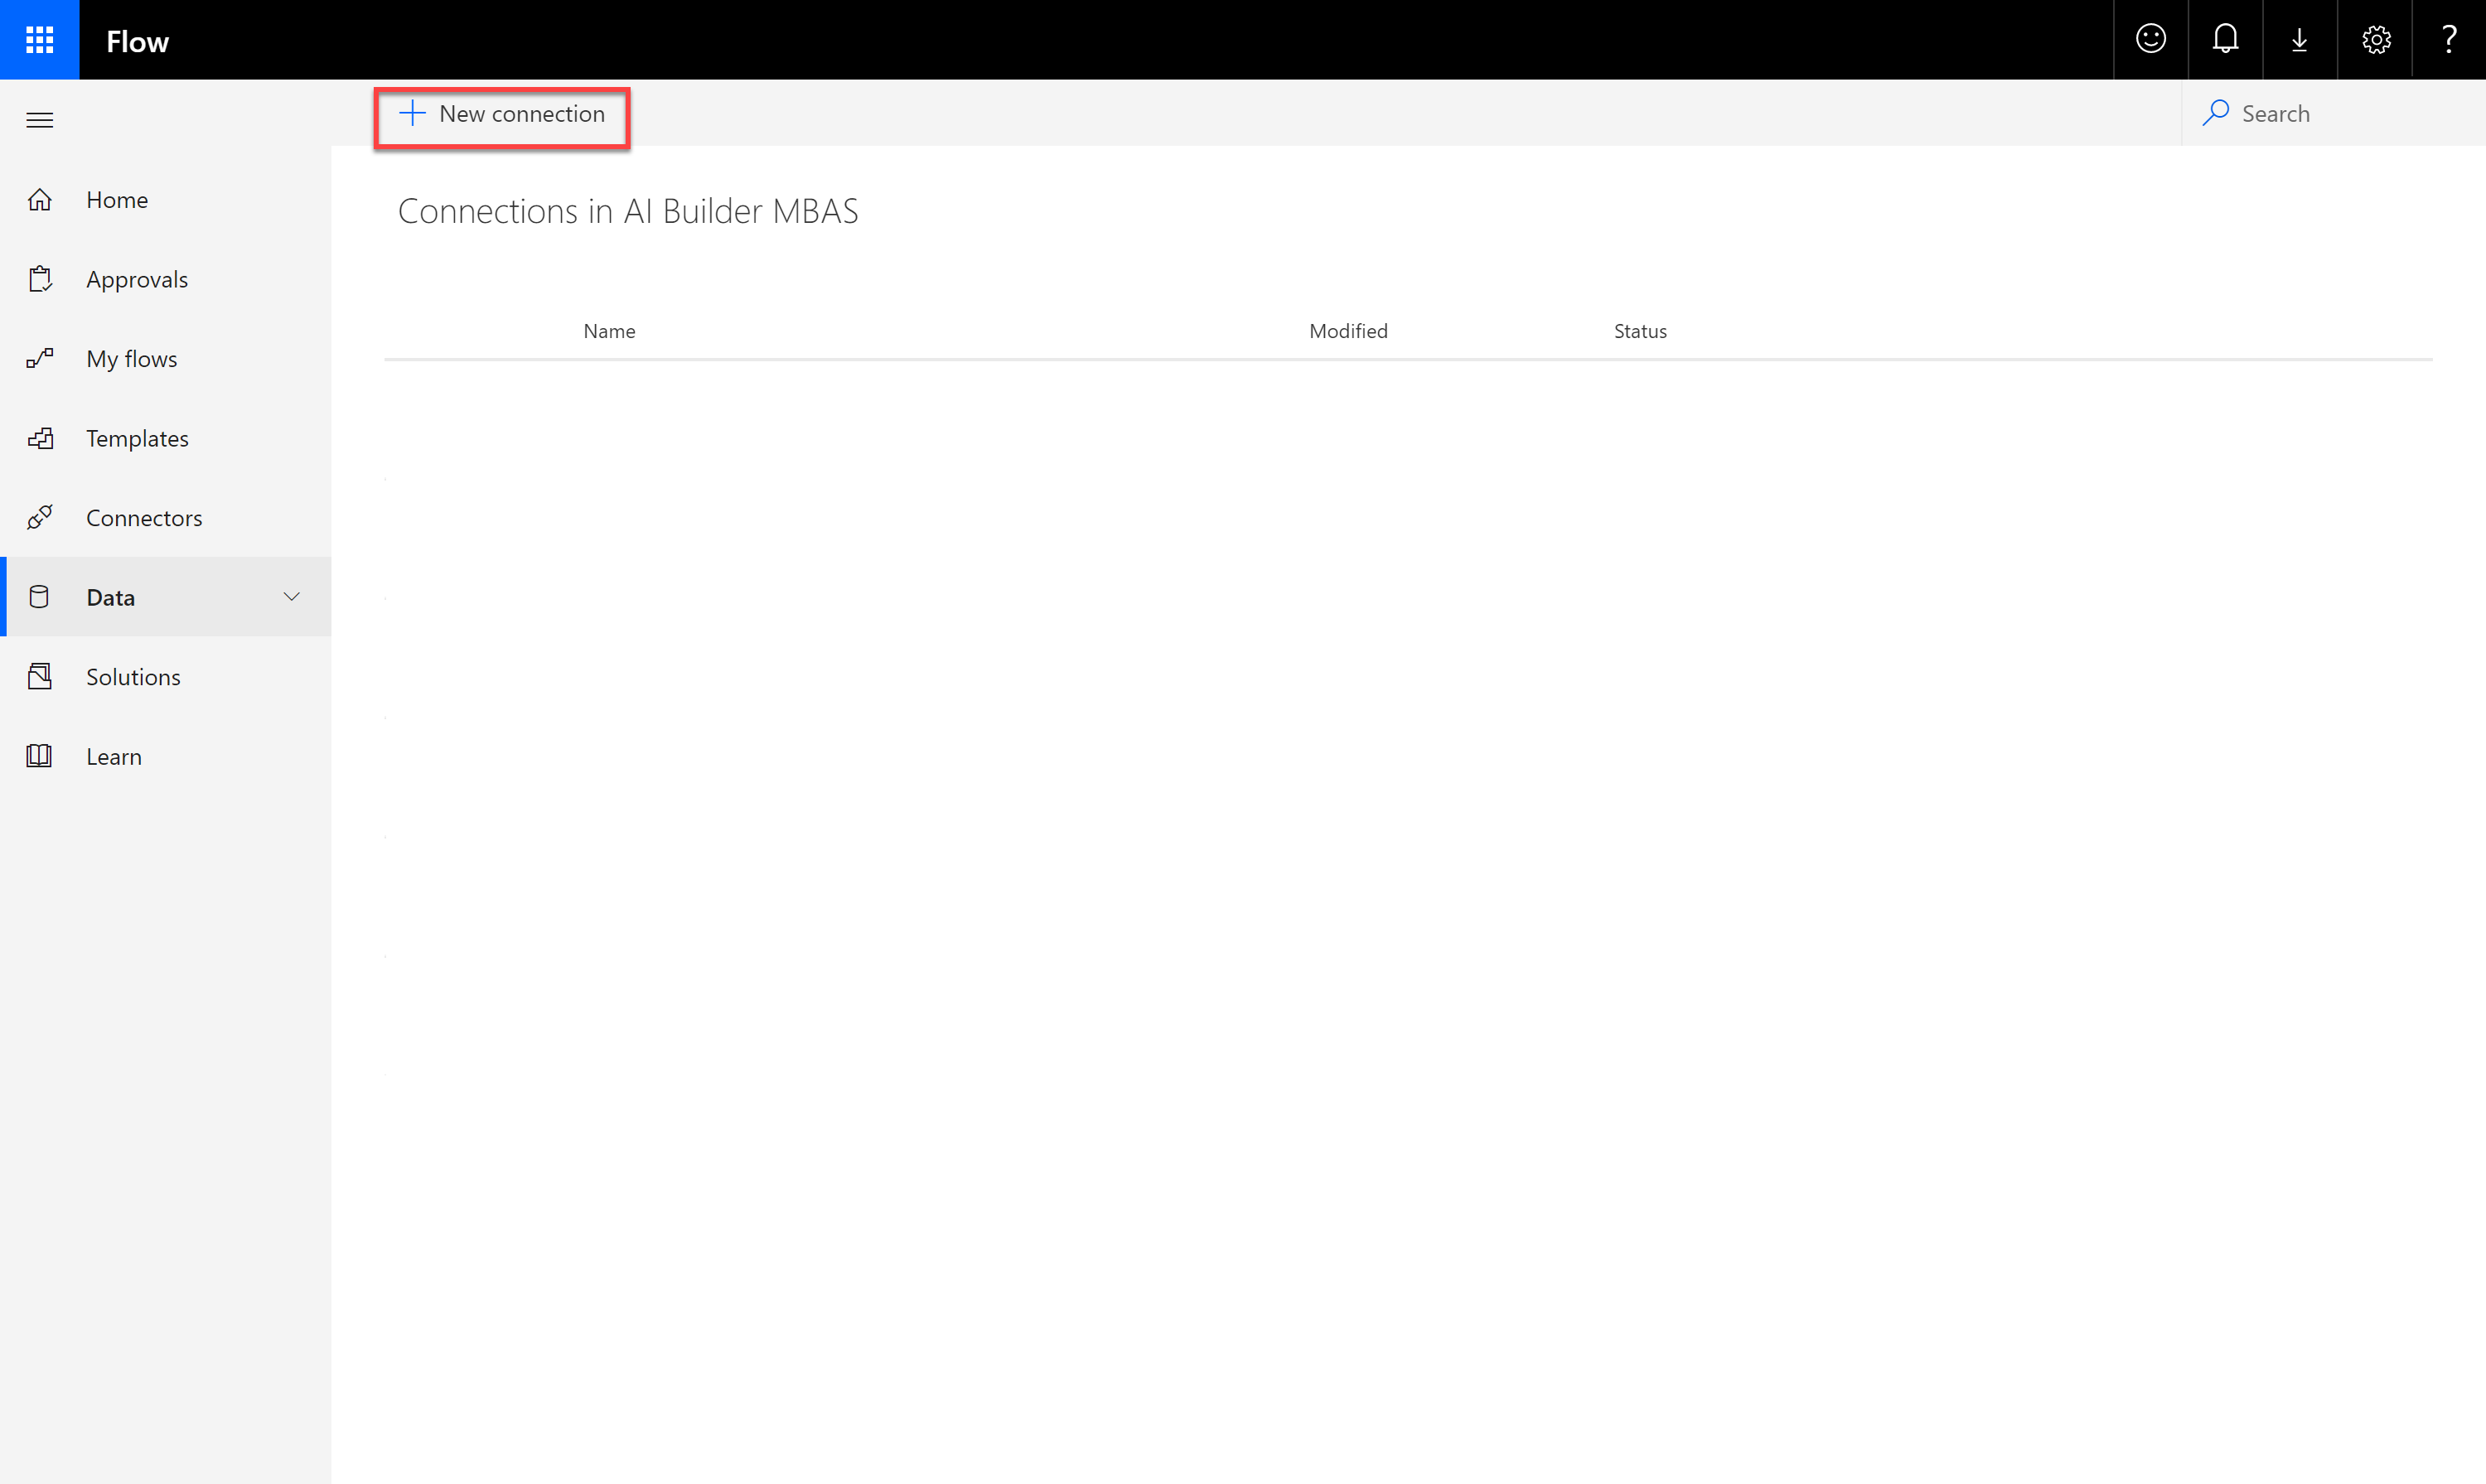 Flow
New connection
Search
Home
Approvals
My flows
Templates
Connectors
Data
Solutions
Learn
Connections in AI Builder MBAS
Name Modified Status